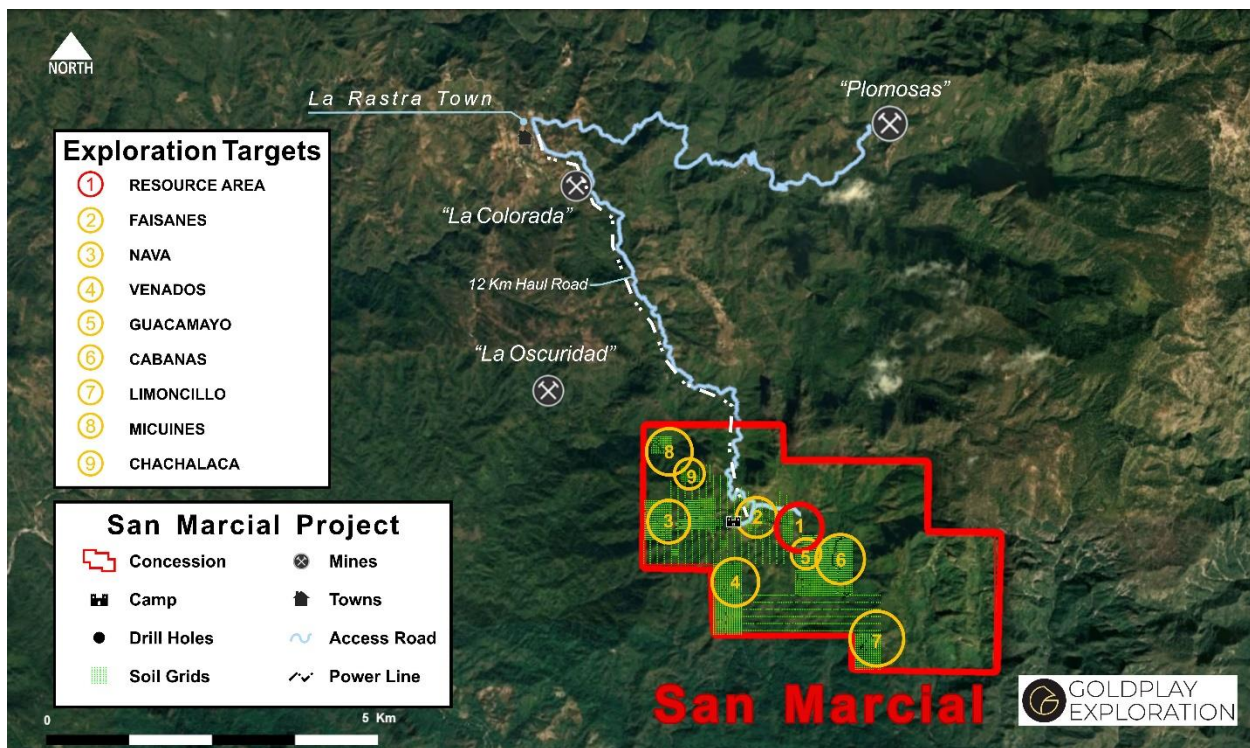 NORTH
La Rastra Town
"Plomosas"
Exploration Targets
1 RESOURCE AREA
2 FAISANES
3 NAVA
4 VENADOS
5 GUACAMAYO
6 CABANAS
7 LIMONCILLO
8 MICUINES
9 CHACHALACA
"La Colorada"
12 Km Haul Road
"La Oscuridad"
8
9
3
2
1
5
6
4
7
San Marcial Project
Concession
Mines
Camp
Towns
Drill Holes
Access Road
Soil Grids
Power Line
0
5 Km
San Marcial
GOLDPLAY
EXPLORATION